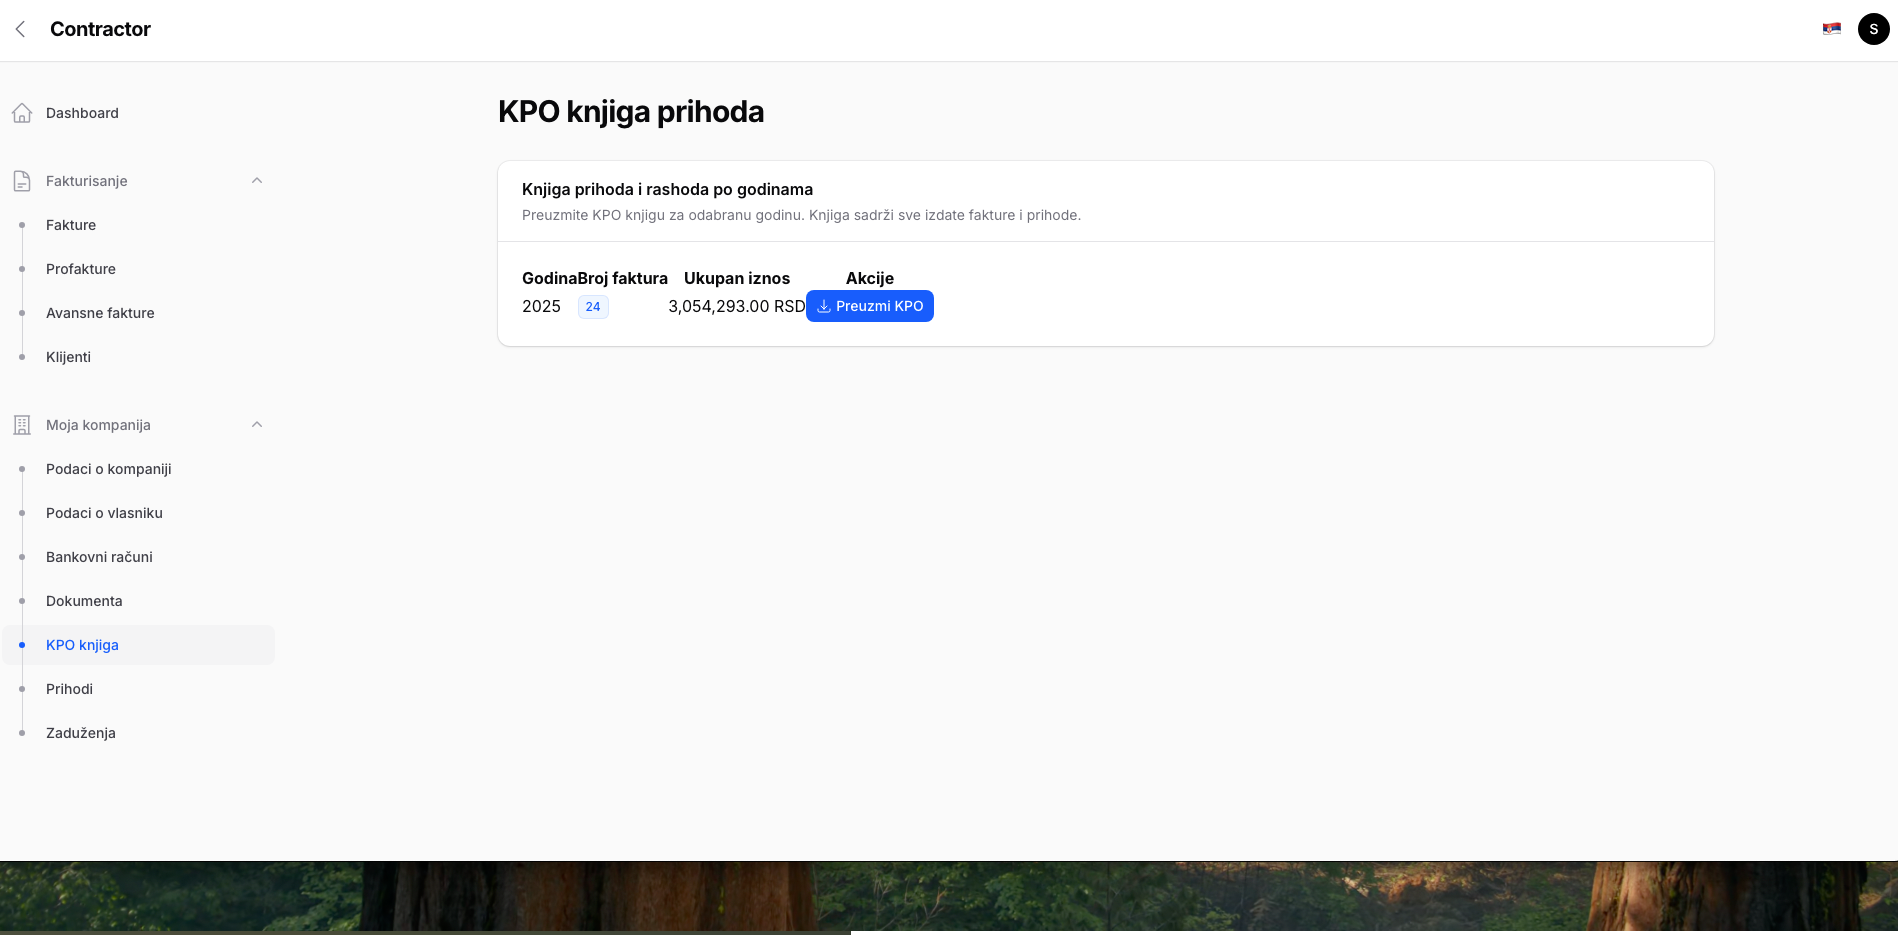 Contractor
S
Dashboard
Fakturisanje
Fakture
Profakture
Avansne fakture
Klijenti
Moja kompanija
Podaci o kompaniji
Podaci o vlasniku
Bankovni računi
Dokumenta
KPO knjiga
Prihodi
Zaduženja
KPO knjiga prihoda
Knjiga prihoda i rashoda po godinama
Preuzmite KPO knjigu za odabranu godinu. Knjiga sadrži sve izdate fakture i prihode.
Godina Broj faktura Ukupan iznos Akcije
2025 24 3,054,293.00 RSD Preuzmi KPO